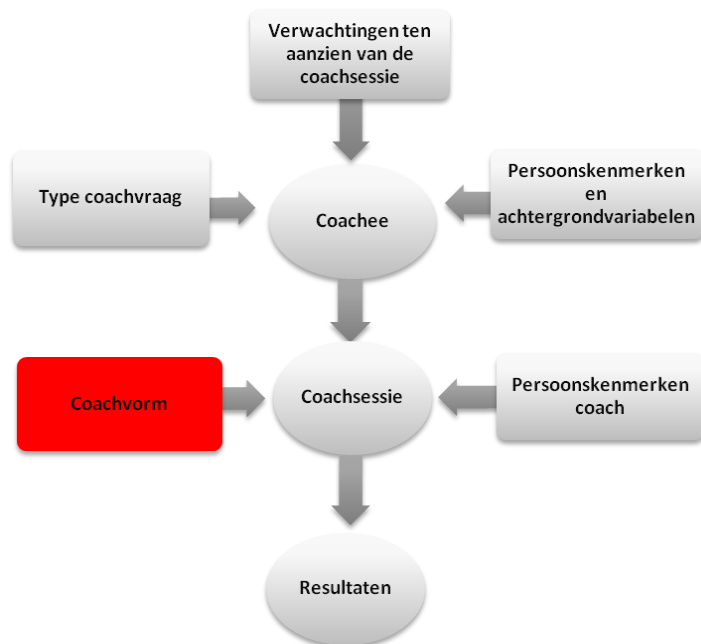 Verwachtingen ten
aanzien van de
coachsessie
Type coachvraag
Coachee
Persoonskenmerken
en
achtergrondvariabelen
Coachvorm
Coachsessie
Persoonskenmerken
coach
Resultaten